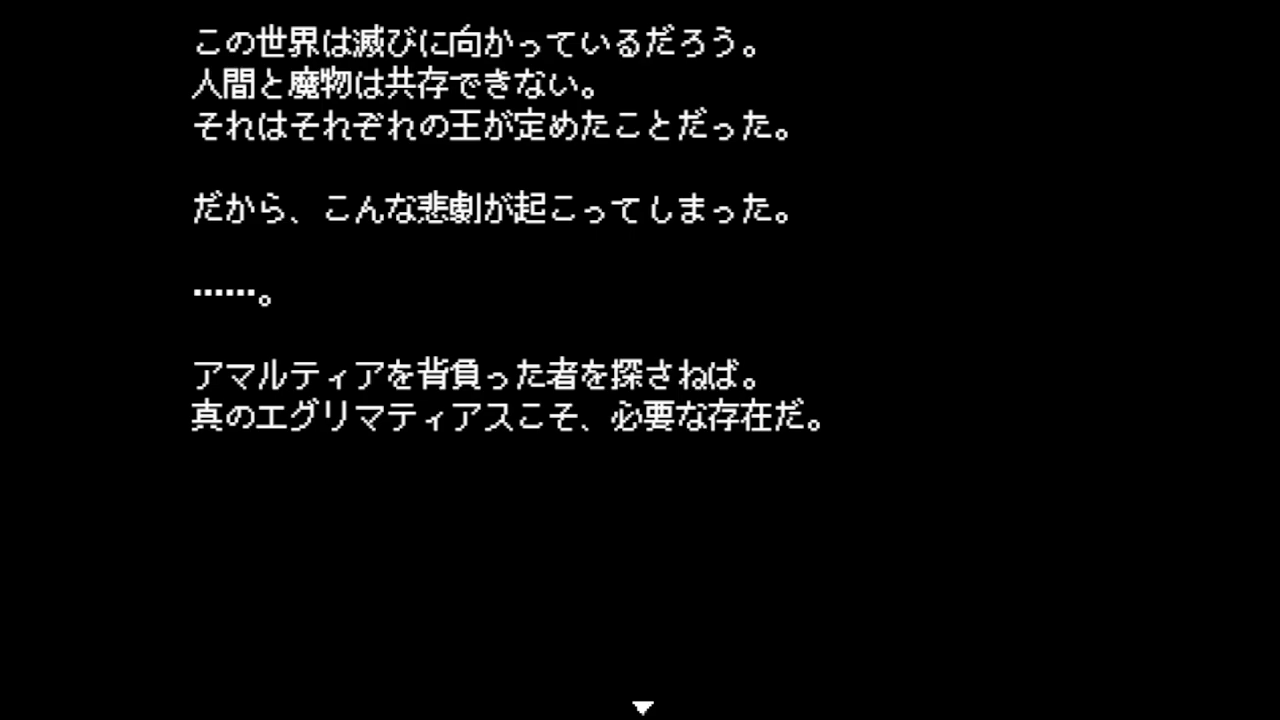 この世界は滅びに向かっているだろう。
人間と魔物は共存できない。
それはそれぞれの王が定めたことだった。
だから、こんな悲劇が起こってしまった。
……。
アマルティアを背負った者を探さねば。
真のエグリマティアスこそ、必要な存在だ。